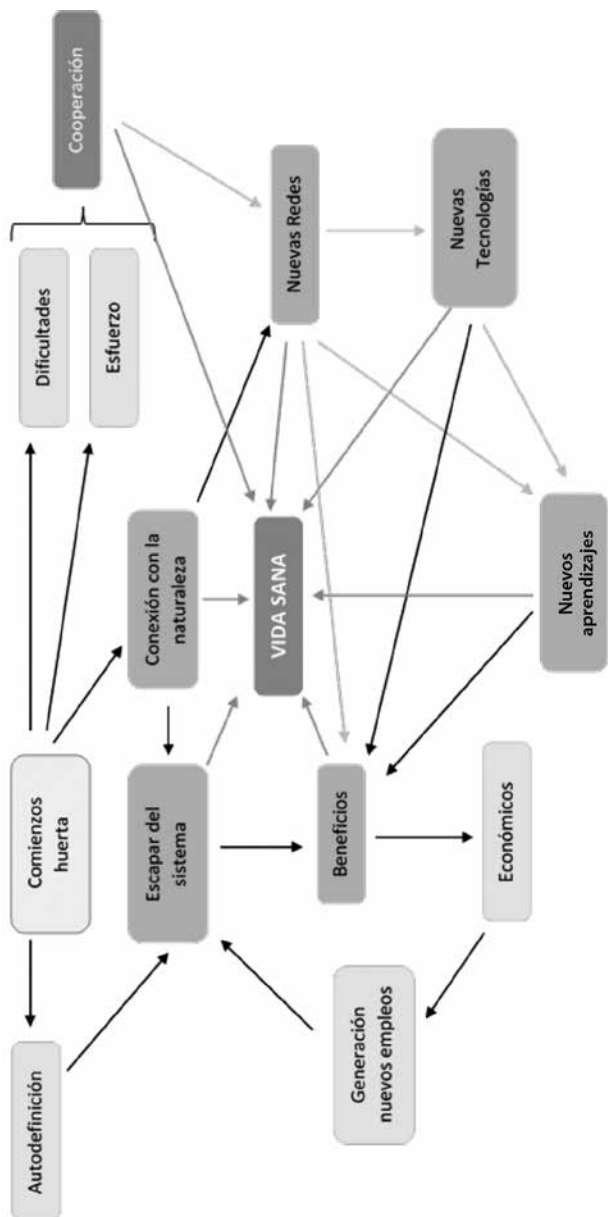 Autodefinición
Comienzos
huerta
Dificultades
Esfuerzo
Cooperación
Escapar del
sistema
Conexión con la
naturaleza
Nuevas Redes
VIDA SANA
Generación
nuevos empleos
Beneficios
Económicos
Nuevos
aprendizajes
Nuevas
Tecnologías